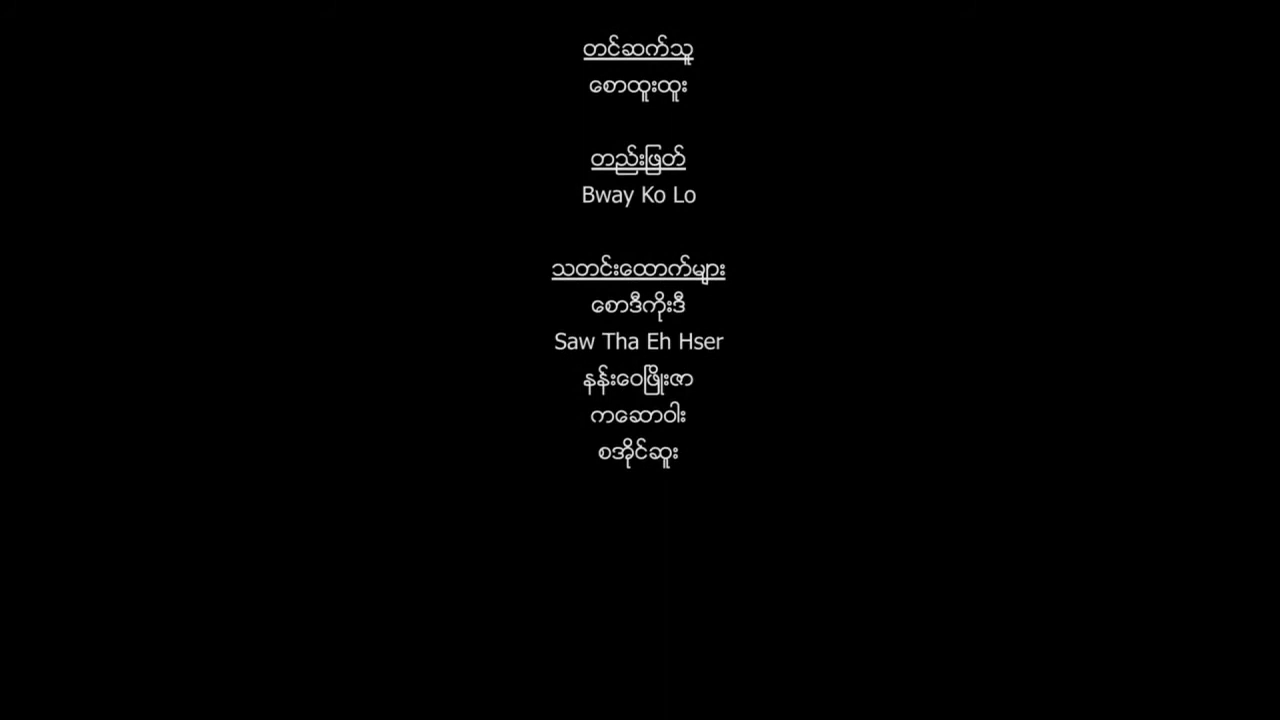 တင်ဆက်သူ
စောထူးထူး
တည်းဖြတ်
Bway Ko Lo
သတင်းထောက်များ
စောဒီကိုးဒီ
Saw Tha Eh Hser
နန်းဝေဖြိုးဇာ
ကဆောဝါး
စအိုင်ဆူး